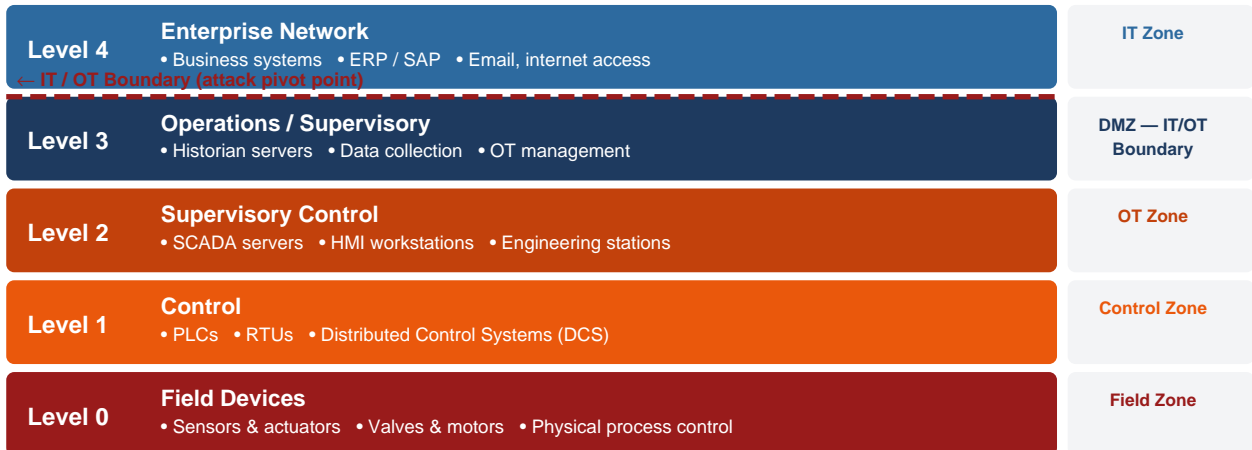 Level 4
Enterprise Network
• Business systems • ERP / SAP • Email, internet access
IT Zone
← IT / OT Boundary (attack pivot point)
Level 3
Operations / Supervisory
• Historian servers • Data collection • OT management
DMZ — IT/OT
Boundary
Level 2
Supervisory Control
• SCADA servers • HMI workstations • Engineering stations
OT Zone
Level 1
Control
• PLCs • RTUs • Distributed Control Systems (DCS)
Control Zone
Level 0
Field Devices
• Sensors & actuators • Valves & motors • Physical process control
Field Zone